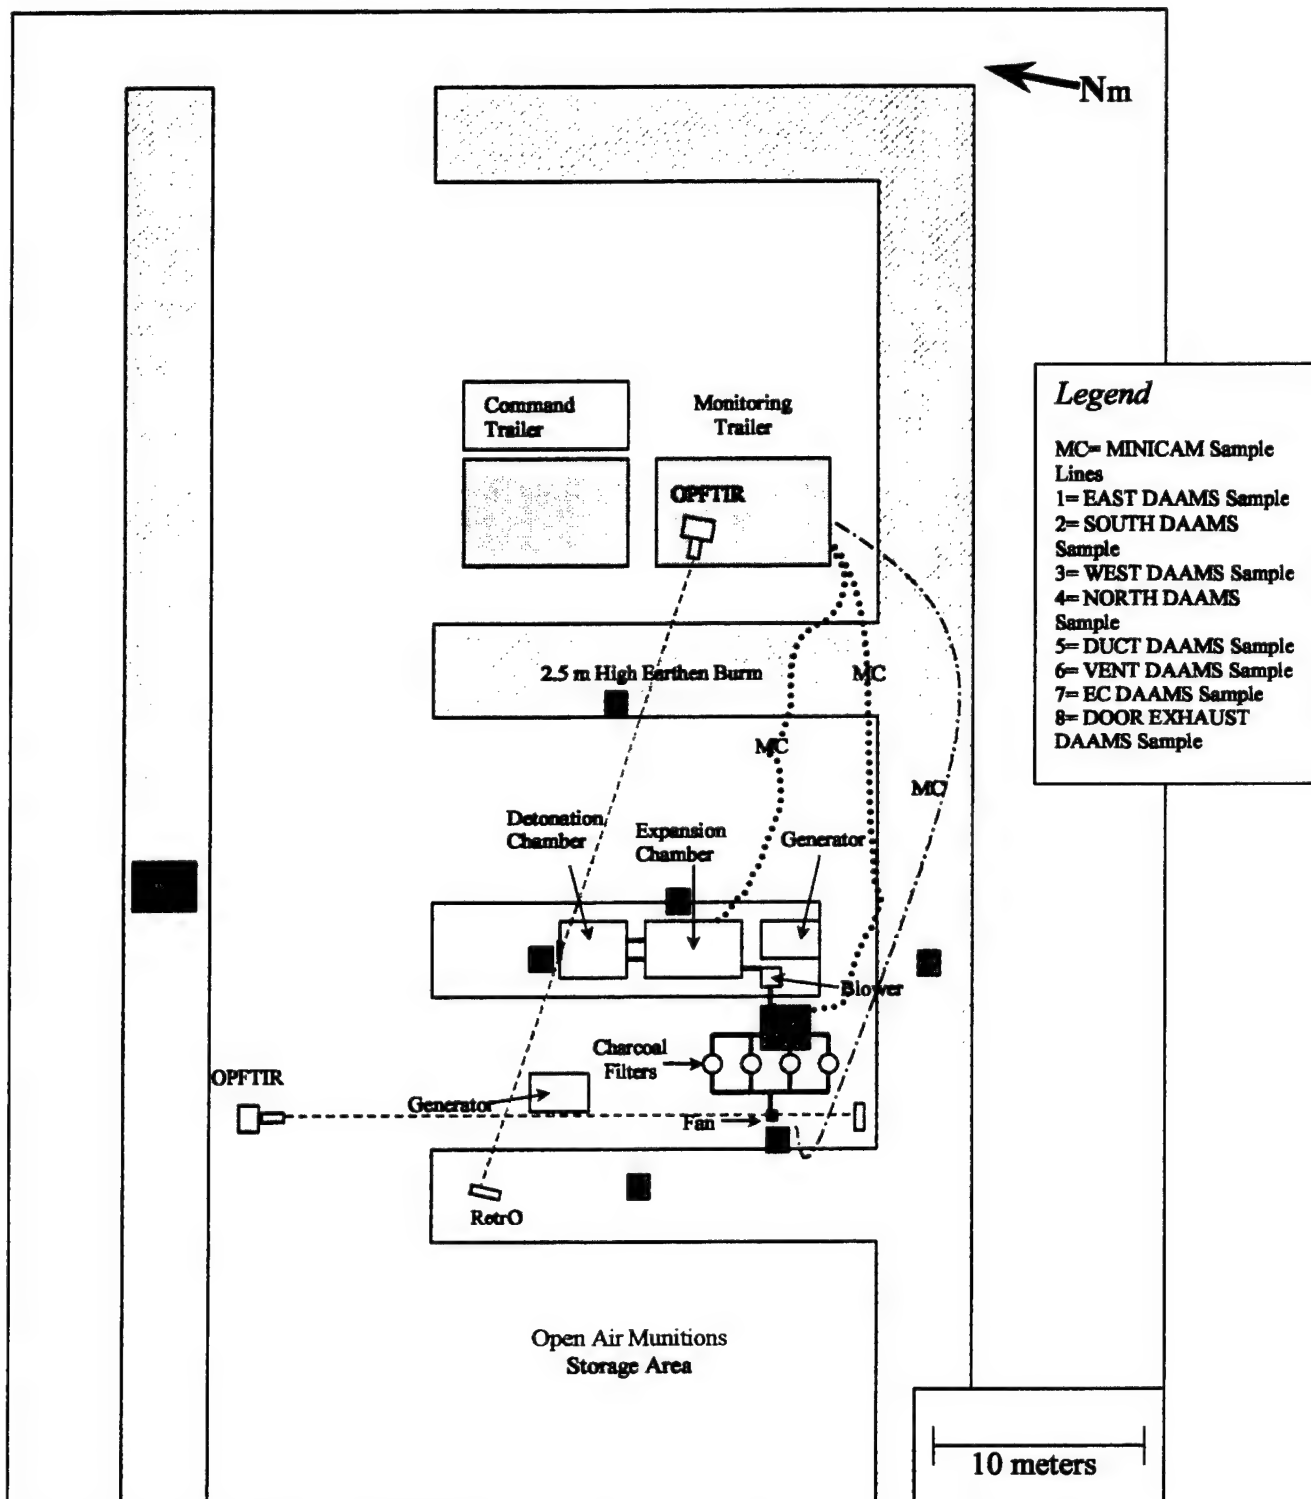 Nm
Command
Trailer
Monitoring
Trailer
OPFTIR
Legend
MC= MINICAM Sample
Lines
1= EAST DAAMS Sample
2= SOUTH DAAMS
Sample
3= WEST DAAMS Sample
4= NORTH DAAMS
Sample
5= DUCT DAAMS Sample
6= VENT DAAMS Sample
7= EC DAAMS Sample
8= DOOR EXHAUST
DAAMS Sample
2.5 m High Earthen Burm
MC
MC
MC
Detonation
Chamber
Expansion
Chamber
Generator
Blower
Charcoal
Filters
OPFTIR
Generator
Fan
RetrO
Open Air Munitions
Storage Area
10 meters